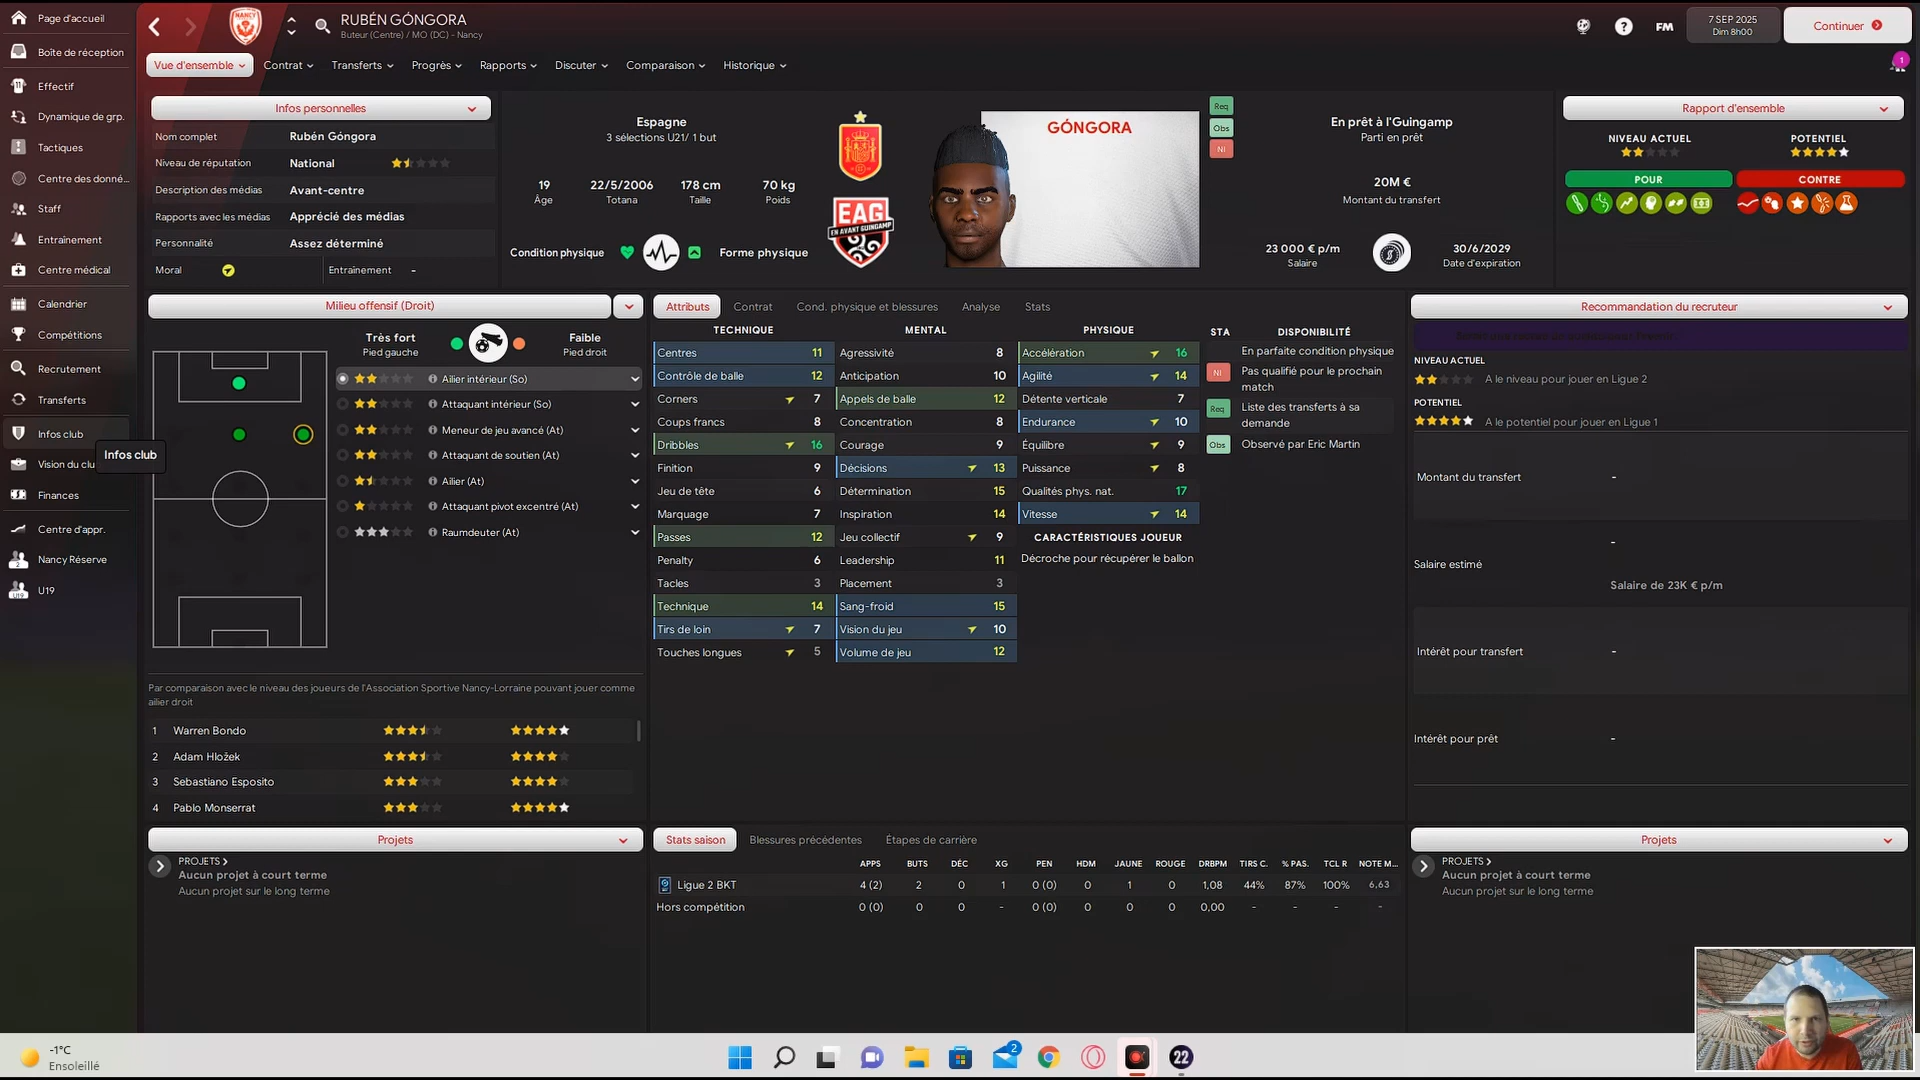 Page d'accueil
Boîte de réception
Effectif
Dynamique de grp.
Tactiques
Centre des donné...
Staff
Entraînement
Centre médical
Calendrier
Compétitions
Recrutement
Transferts
Infos club
Infos club
Vision du clu
Finances
Centre d'appr.
Nancy Réserve
U19
NANCY
RUBÉN GÓNGORA
Buteur (Centre) / MO (DC) - Nancy
FM
7 SEP 2025
Dim 8h00
Continuer
1
Vue d'ensemble
Contrat
Transferts
Progrès
Rapports
Discuter
Comparaison
Historique
Infos personnelles
Nom complet Rubén Góngora
Niveau de réputation National
Description des médias Avant-centre
Rapports avec les médias Apprécié des médias
Personnalité Assez déterminé
Moral Entrainement -
Espagne
3 sélections U21/ 1 but
19 22/5/2006 178 cm 70 kg
Âge Totana Taille Poids
Condition physique Forme physique
EAG
EN AVANT GUINGAMP
GÓNGORA
Req
Obs
NI
En prêt à l'Guingamp
Parti en prêt
20M €
Montant du transfert
23 000 € p/m 30/6/2029
Salaire Date d'expiration
Rapport d'ensemble
NIVEAU ACTUEL POTENTIEL
POUR CONTRE
Milieu offensif (Droit)
Très fort Faible
Pied gauche Pied droit
Ailier intérieur (So)
Attaquant intérieur (So)
Meneur de jeu avancé (At)
Attaquant de soutien (At)
Ailier (At)
Attaquant pivot excentré (At)
Raumdeuter (At)
Par comparaison avec le niveau des joueurs de l'Association Sportive Nancy-Lorraine pouvant jouer comme
ailier droit
1 Warren Bondo
2 Adam Hložek
3 Sebastiano Esposito
4 Pablo Monserrat
Attributs Contrat Cond. physique et blessures Analyse Stats
TECHNIQUE
Centres 11
Contrôle de balle 12
Corners 7
Coups francs 8
Dribbles 16
Finition 9
Jeu de tête 6
Marquage 7
Passes 12
Penalty 6
Tacles 3
Technique 14
Tirs de loin 7
Touches longues 5
MENTAL
Agressivité 8
Anticipation 10
Appels de balle 12
Concentration 8
Courage 9
Décisions 13
Détermination 15
Inspiration 14
Jeu collectif 9
Leadership 11
Placement 3
Sang-froid 15
Vision du jeu 10
Volume de jeu 12
PHYSIQUE
Accélération 16
Agilité 14
Détente verticale 7
Endurance 10
Équilibre 9
Puissance 8
Qualités phys. nat. 17
Vitesse 14
CARACTÉRISTIQUES JOUEUR
Décroche pour récupérer le ballon
STA DISPONIBILITÉ
En parfaite condition physique
NI Pas qualifié pour le prochain
match
Req Liste des transferts à sa
demande
Obs Observé par Eric Martin
Recommandation du recruteur
NIVEAU ACTUEL
A le niveau pour jouer en Ligue 2
POTENTIEL
A le potentiel pour jouer en Ligue 1
Montant du transfert -
-
Salaire estimé
Salaire de 23K € p/m
Intérêt pour transfert -
Intérêt pour prêt -
Projets
PROJETS
Aucun projet à court terme
Aucun projet sur le long terme
Stats saison Blessures précédentes Étapes de carrière
APPS BUTS DÉC XG PEN HDM JAUNE ROUGE DRBPM TIRS C. % PAS. TCL R NOTE M...
Ligue 2 BKT 4 (2) 2 0 1 0 (0) 0 1 0 1,08 44% 87% 100% 6,63
Hors compétition 0 (0) 0 0 - 0 (0) 0 0 0 0,00 - - - -
Projets
PROJETS
Aucun projet à court terme
Aucun projet sur le long terme
-1°C
Ensoleillé
2
22